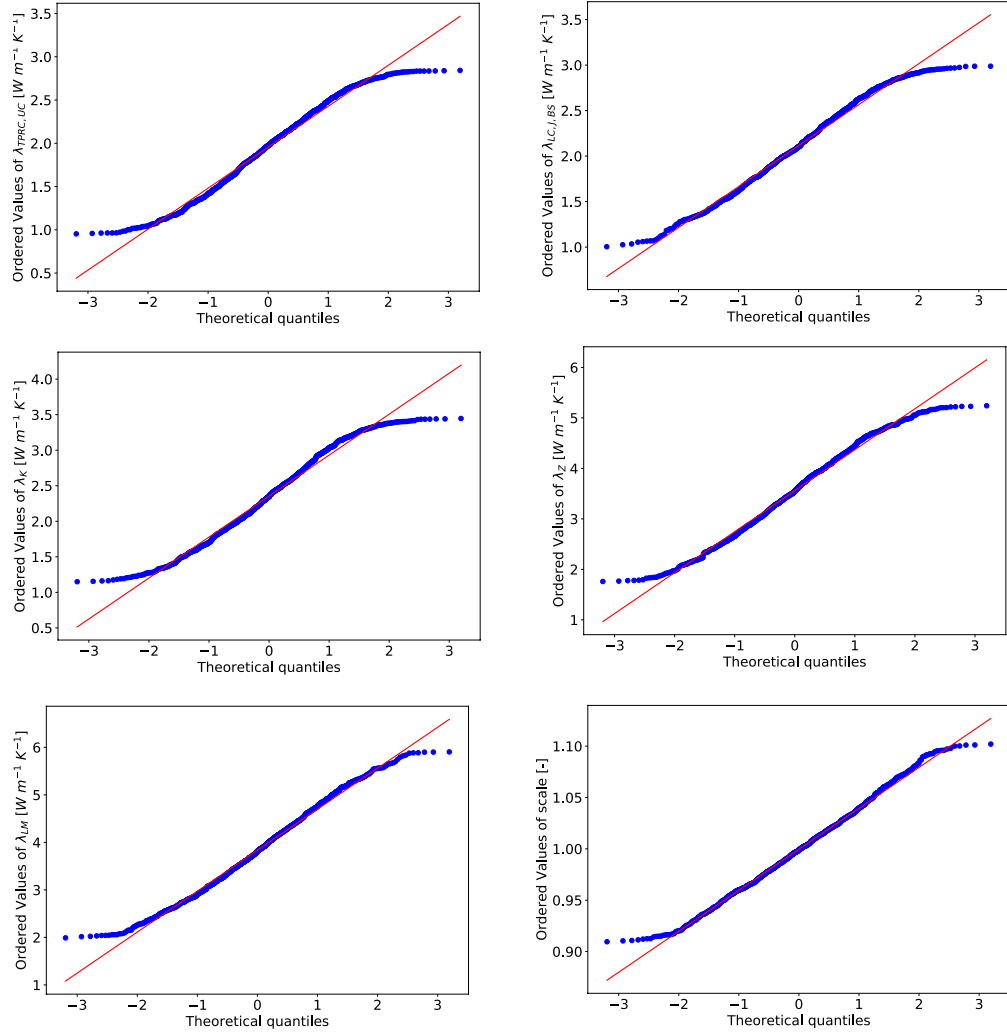 Ordered Values of λ_TPRC,UC [W m⁻¹ K⁻¹]
3.5
3.0
2.5
2.0
1.5
1.0
0.5
−3 −2 −1 0 1 2 3
Theoretical quantiles
Ordered Values of λ_LC,J,BS [W m⁻¹ K⁻¹]
3.5
3.0
2.5
2.0
1.5
1.0
−3 −2 −1 0 1 2 3
Theoretical quantiles
Ordered Values of λ_K [W m⁻¹ K⁻¹]
4.0
3.5
3.0
2.5
2.0
1.5
1.0
0.5
−3 −2 −1 0 1 2 3
Theoretical quantiles
Ordered Values of λ_Z [W m⁻¹ K⁻¹]
6
5
4
3
2
1
−3 −2 −1 0 1 2 3
Theoretical quantiles
Ordered Values of λ_LM [W m⁻¹ K⁻¹]
6
5
4
3
2
1
−3 −2 −1 0 1 2 3
Theoretical quantiles
Ordered Values of scale [-]
1.10
1.05
1.00
0.95
0.90
−3 −2 −1 0 1 2 3
Theoretical quantiles